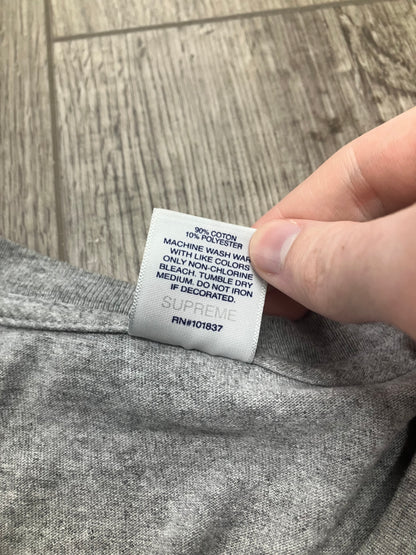 90% COTON
10% POLYESTER
MACHINE WASH WAR
WITH LIKE COLORS
ONLY NON-CHLORINE
BLEACH. TUMBLE DRY
MEDIUM. DO NOT IRON
IF DECORATED.
SUPREME
RN#101837